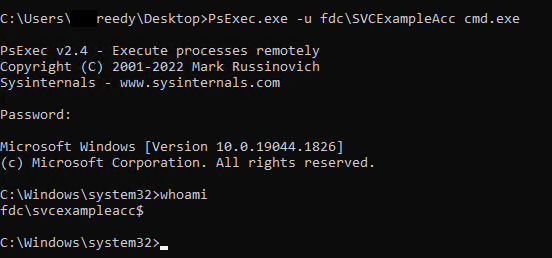 C:\Users\ reedy\Desktop>PsExec.exe -u fdc\SVCExampleAcc cmd.exe
PsExec v2.4 - Execute processes remotely
Copyright (C) 2001-2022 Mark Russinovich
Sysinternals - www.sysinternals.com
Password:
Microsoft Windows [Version 10.0.19044.1826]
(c) Microsoft Corporation. All rights reserved.
C:\Windows\system32>whoami
fdc\svcexampleacc$
C:\Windows\system32>